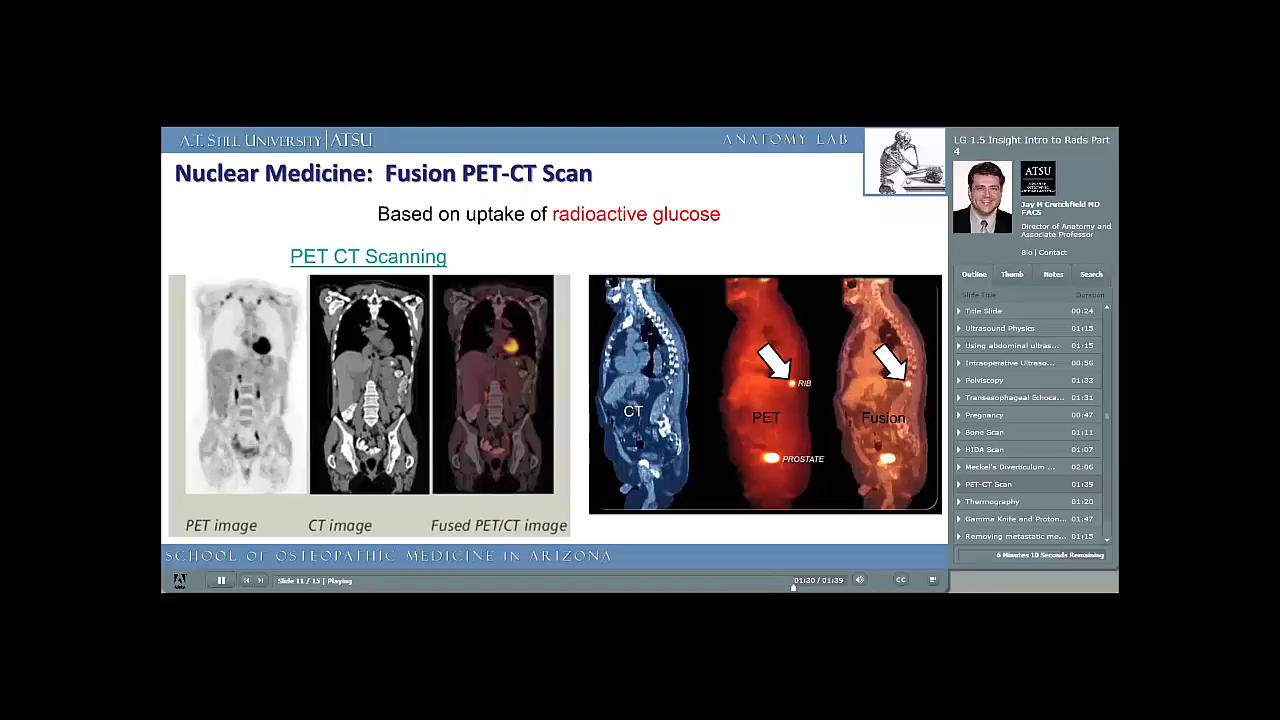 A.T. STILL UNIVERSITY | ATSU
ANATOMY LAB
Nuclear Medicine: Fusion PET-CT Scan
Based on uptake of radioactive glucose
PET CT Scanning
PET image
CT image
Fused PET/CT image
CT
PET
Fusion
RIB
PROSTATE
SCHOOL OF OSTEOPATHIC MEDICINE IN ARIZONA
Slide 11 / 15 | Playing
01:30 / 01:39
CC
LG 1.5 Insight Intro to Rads Part
4
ATSU
Jay H Crutchfield MD
FACS
Director of Anatomy and
Associate Professor
Bio | Contact
Outline Thumb Notes Search
Slide Title Duration
Title Slide 00:24
Ultrasound Physics 01:15
Using abdominal ultras... 01:15
Intraoperative Ultraso... 00:56
Pelviscopy 01:33
Transesophageal Echoca... 01:31
Pregnancy 00:47
Bone Scan 01:11
HIDA Scan 01:07
Meckel's Diverticulum ... 02:06
PET-CT Scan 01:39
Thermography 01:20
Gamma Knife and Proton... 01:47
Removing metastatic me... 01:15
6 Minutes 10 Seconds Remaining